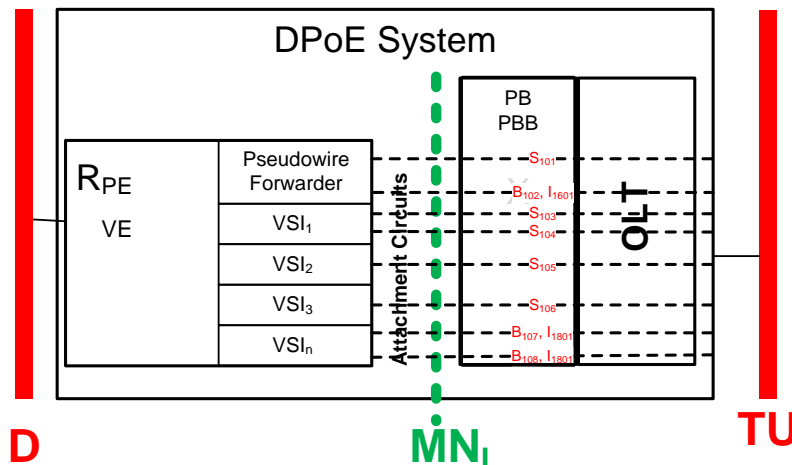 DPoE System
PB
PBB
Pseudowire
Forwarder
RPE
VE
VSI1
VSI2
VSI3
VSIn
Attachment Circuits
S101
B102, I1601
S103
S104
S105
S106
B107, I1801
B108, I1801
OLT
D
MNI
TU